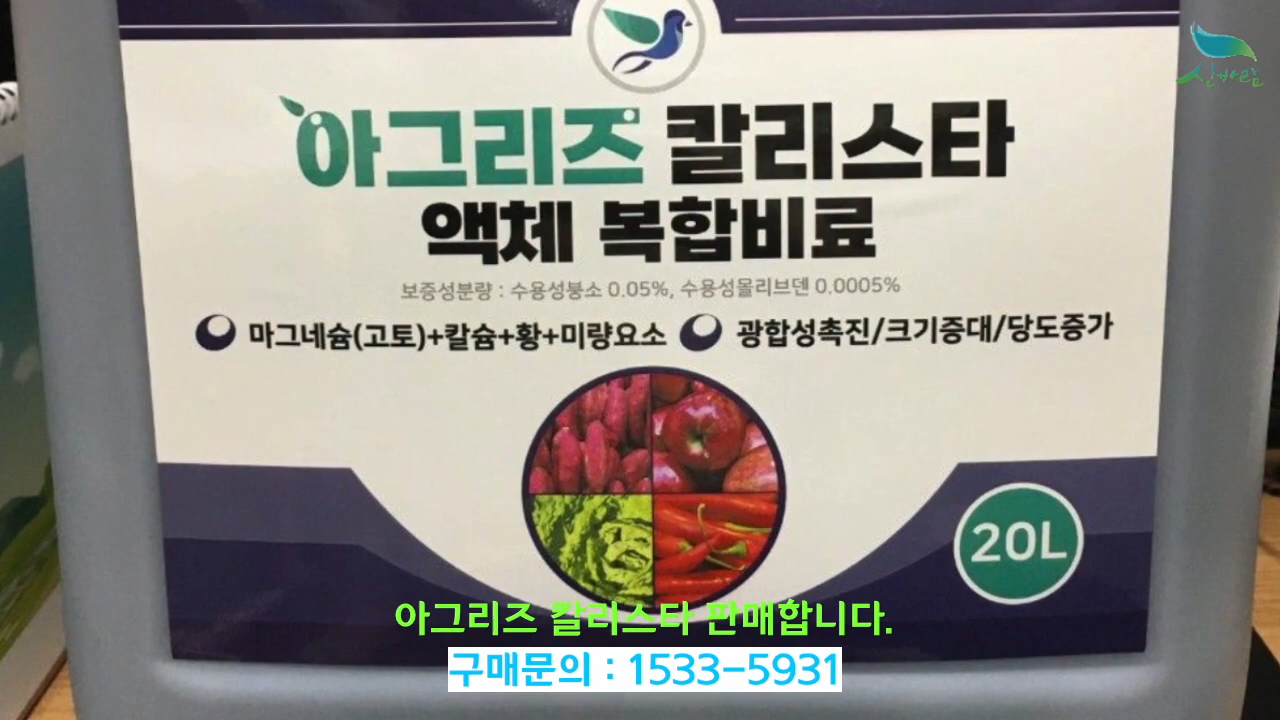 신바람
아그리즈 칼리스타
액체 복합비료
보증성분량 : 수용성붕소 0.05%, 수용성몰리브덴 0.0005%
마그네슘(고토)+칼슘+황+미량요소 광합성촉진/크기증대/당도증가
20L
아그리즈 칼리스타 판매합니다.
구매문의 : 1533-5931